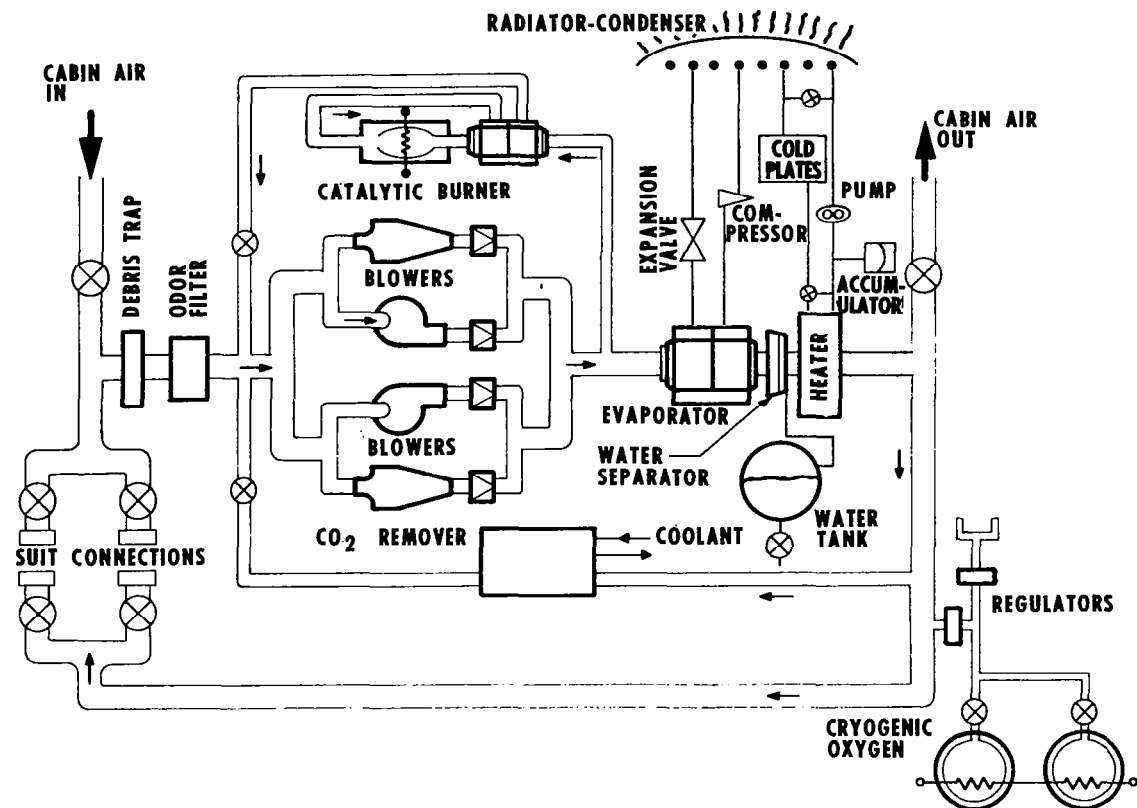 RADIATOR-CONDENSER
CABIN AIR
IN
CABIN AIR
OUT
CATALYTIC BURNER
COLD
PLATES
PUMP
EXPANSION
VALVE
COM-
PRESSOR
DEBRIS TRAP
ODOR
FILTER
BLOWERS
ACCUM-
ULATOR
HEATER
EVAPORATOR
BLOWERS
WATER
SEPARATOR
WATER
TANK
CO2 REMOVER
COOLANT
SUIT CONNECTIONS
REGULATORS
CRYOGENIC
OXYGEN